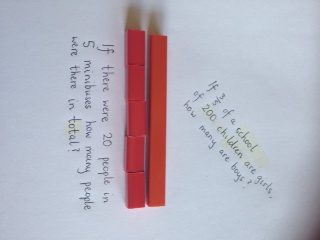 If there were 20 people in
5 minibuses how many people
were there in total?
If 3/5 of a school
of 200 children are girls,
how many are boys?